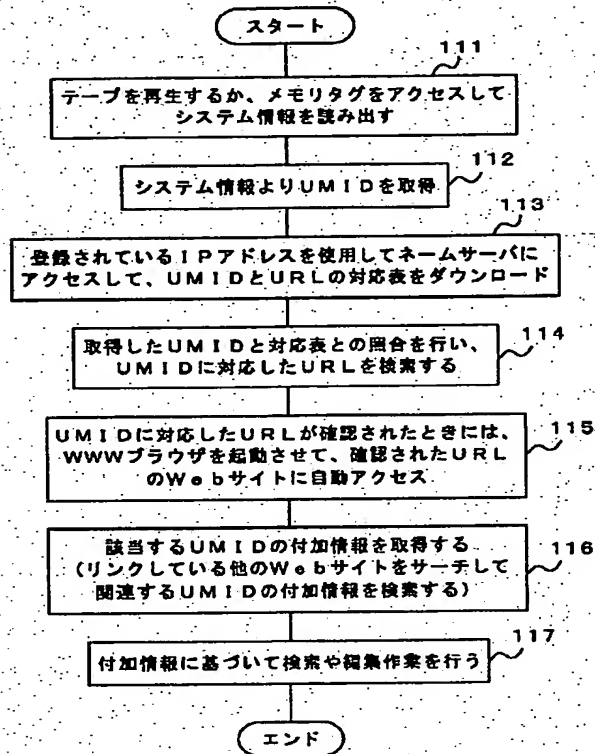 スタート
111
テープを再生するか、メモリタグをアクセスして
システム情報を読み出す
112
システム情報よりUMIDを取得
113
登録されているIPアドレスを使用してネームサーバに
アクセスして、UMIDとURLの対応表をダウンロード
取得したUMIDと対応表との照合を行い、
UMIDに対応したURLを検索する
114
UMIDに対応したURLが確認されたときには、
WWWブラウザを起動させて、確認されたURL
のWebサイトに自動アクセス
115
該当するUMIDの付加情報を取得する
(リンクしている他のWebサイトをサーチして
関連するUMIDの付加情報を検索する)
116
117
付加情報に基づいて検索や編集作業を行う
エンド